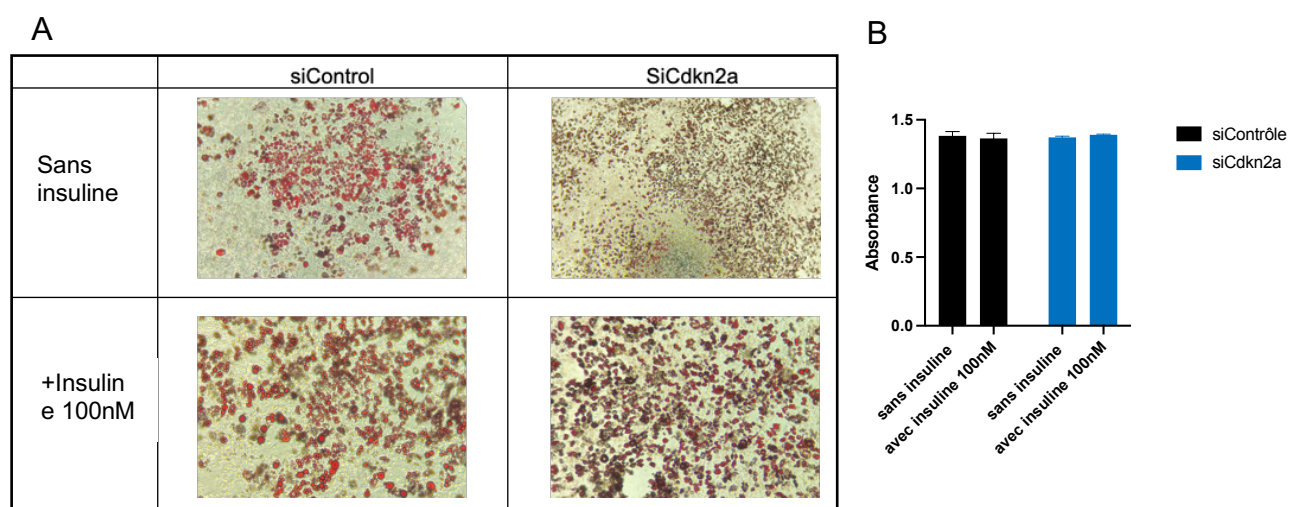 A
siControl
SiCdkn2a
Sans
insuline
+Insulin
e 100nM
B
1.5
1.0
0.5
0.0
Absorbance
sans insuline
avec insuline 100nM
sans insuline
avec insuline 100nM
siContrôle
siCdkn2a